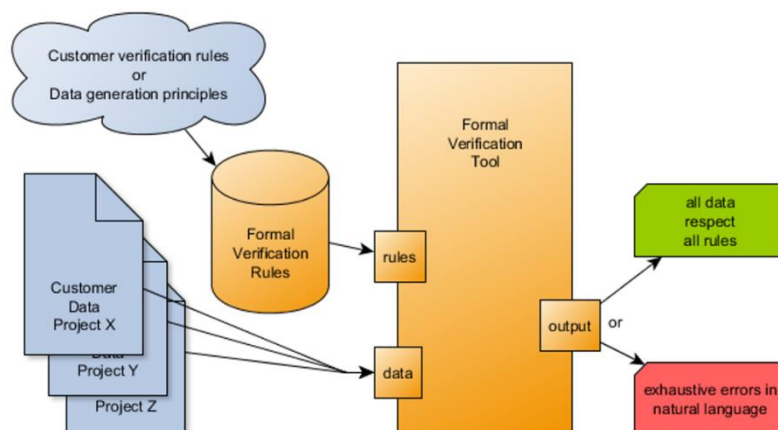 Customer verification rules
or
Data generation principles
Formal
Verification
Tool
Formal
Verification
Rules
rules
all data
respect
all rules
Customer
Data
Project X
Data
Project Y
Project Z
data
output
or
exhaustive errors in
natural language